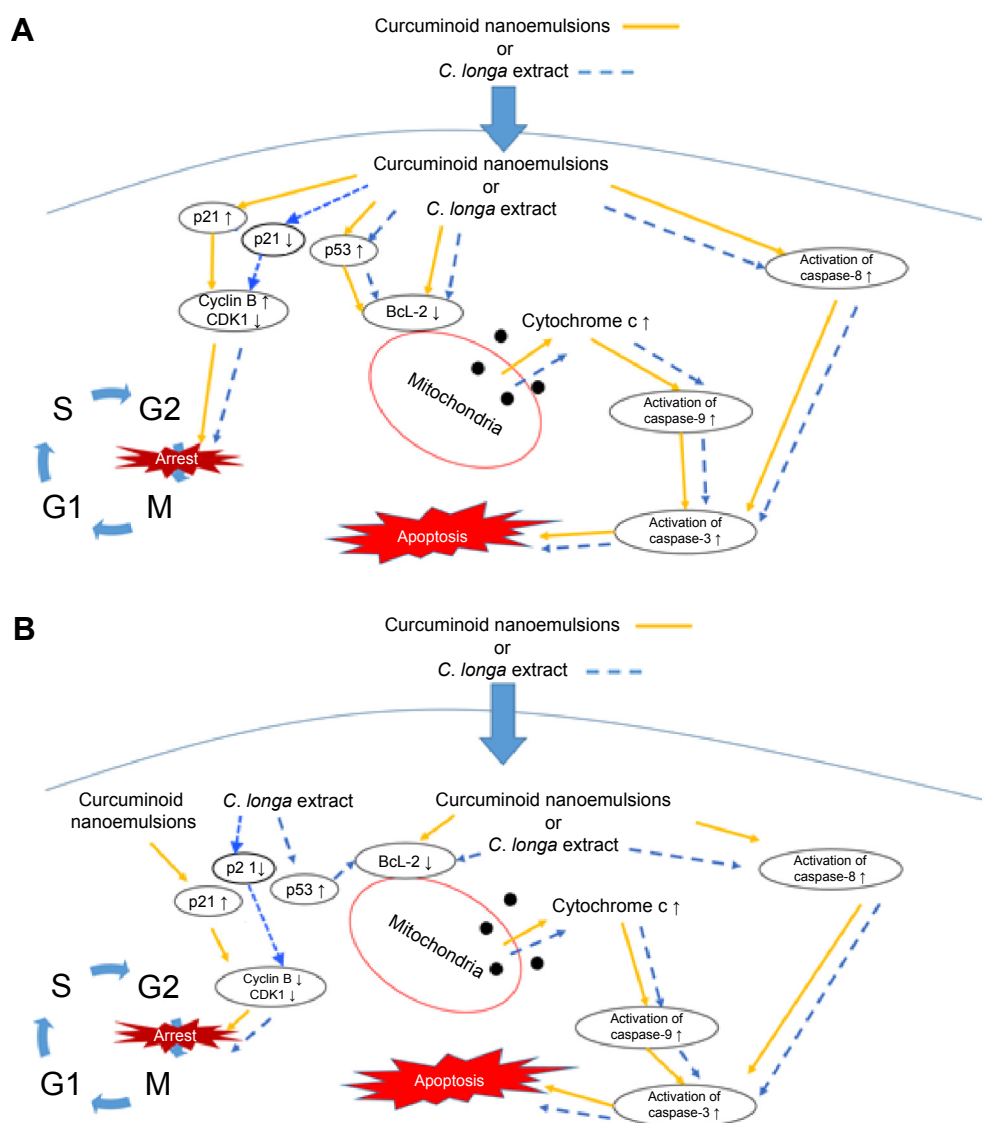 A
Curcuminoid nanoemulsions
or
C. longa extract
Curcuminoid nanoemulsions
or
C. longa extract
p21 ↑
p21 ↓
p53 ↑
Activation of
caspase-8 ↑
Cyclin B ↑
CDK1 ↓
BcL-2 ↓
Cytochrome c ↑
Mitochondria
S
G2
Activation of
caspase-9 ↑
Arrest
G1
M
Apoptosis
Activation of
caspase-3 ↑
B
Curcuminoid nanoemulsions
or
C. longa extract
Curcuminoid
nanoemulsions
C. longa extract
Curcuminoid nanoemulsions
or
C. longa extract
p2 1↓
BcL-2 ↓
Activation of
caspase-8 ↑
p21 ↑
p53 ↑
Cytochrome c ↑
Mitochondria
Cyclin B ↓
CDK1 ↓
S
G2
Activation of
caspase-9 ↑
Arrest
G1
M
Apoptosis
Activation of
caspase-3 ↑